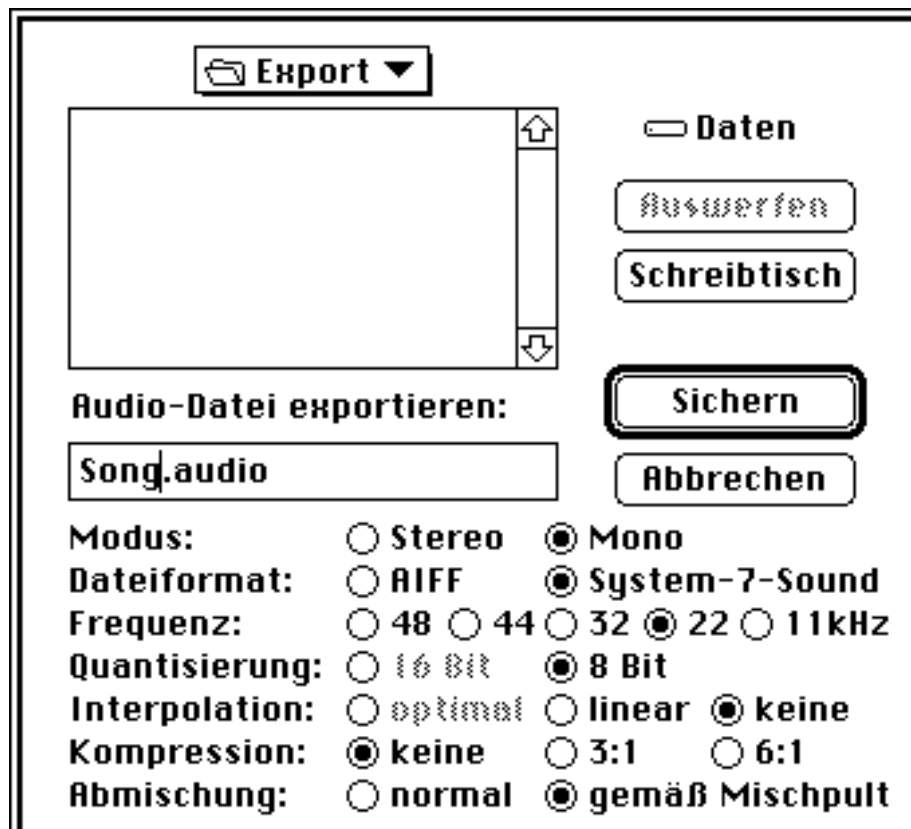 Export
Daten
Auswerfen
Schreibtisch
Audio-Datei exportieren:
Sichern
Song.audio
Abbrechen
Modus: Stereo Mono
Dateiformat: AIFF System-7-Sound
Frequenz: 48 44 32 22 11kHz
Quantisierung: 16 Bit 8 Bit
Interpolation: optimal linear keine
Kompression: keine 3:1 6:1
Abmischung: normal gemäß Mischpult